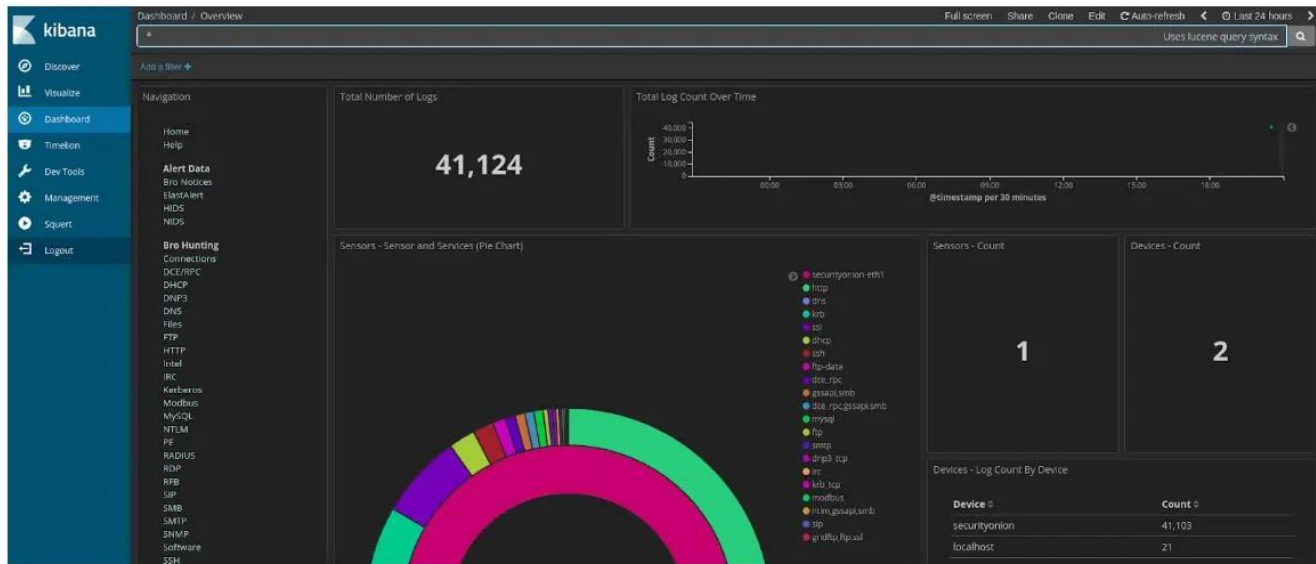 kibana
Discover
Visualize
Dashboard
Timelion
Dev Tools
Management
Squert
Logout
Dashboard / Overview
Full screen Share Clone Edit Auto-refresh Last 24 hours
*
Uses lucene query syntax
Add a filter +
Navigation
Home
Help
Alert Data
Bro Notices
ElastAlert
HIDS
NIDS
Bro Hunting
Connections
DCE/RPC
DHCP
DNP3
DNS
Files
FTP
HTTP
Intel
IRC
Kerberos
Modbus
MySQL
NTLM
PE
RADIUS
RDP
RFB
SIP
SMB
SMTP
SNMP
Software
SSH
Total Number of Logs
41,124
Total Log Count Over Time
Count
40,000
30,000
20,000
10,000
0
00:00 03:00 06:00 09:00 12:00 15:00 18:00
@timestamp per 30 minutes
Sensors - Sensor and Services (Pie Chart)
securityonion-eth1
http
dns
krb
ssl
dhcp
ssh
ftp-data
dce_rpc
gssapi,smb
dce_rpc,gssapi,smb
mysql
ftp
smtp
dnp3_tcp
irc
krb_tcp
modbus
ntlm,gssapi,smb
sip
gridftp,ftp,ssl
Sensors - Count
1
Devices - Count
2
Devices - Log Count By Device
Device Count
securityonion 41,103
localhost 21